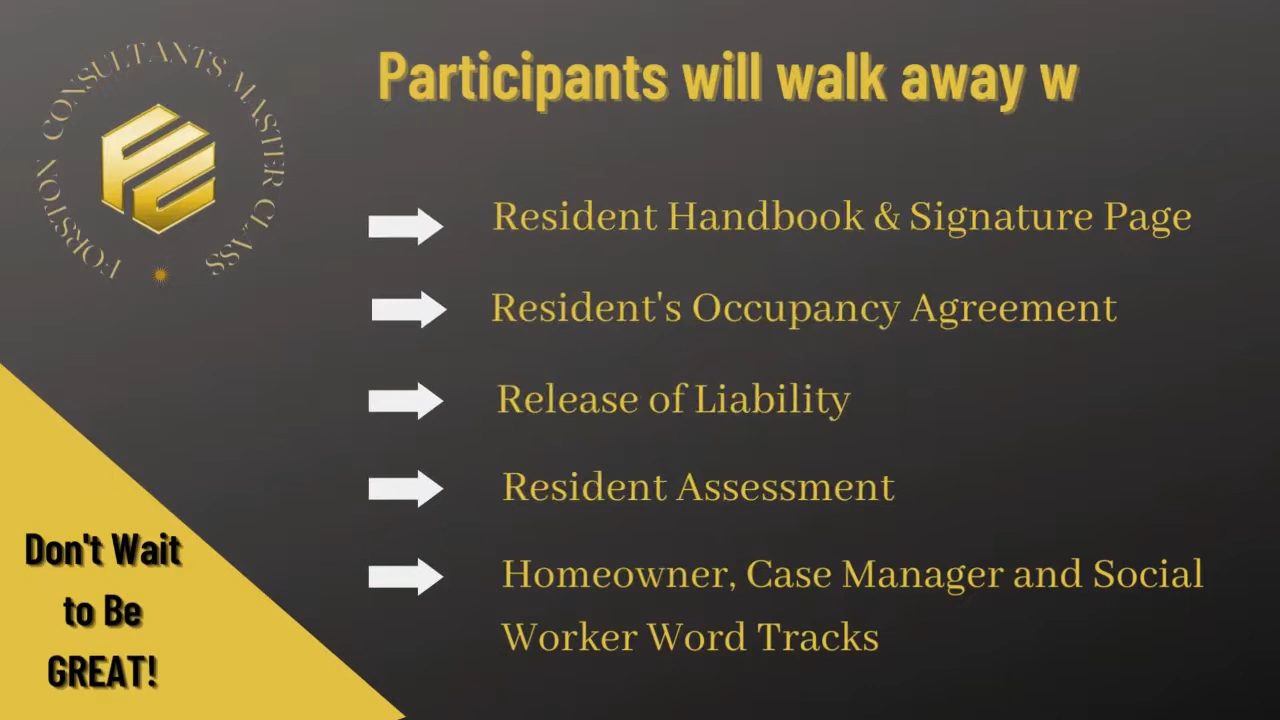 FORSTON CONSULTANTS MASTER CLASS
Participants will walk away w
Resident Handbook & Signature Page
Resident's Occupancy Agreement
Release of Liability
Resident Assessment
Homeowner, Case Manager and Social
Worker Word Tracks
Don't Wait
to Be
GREAT!